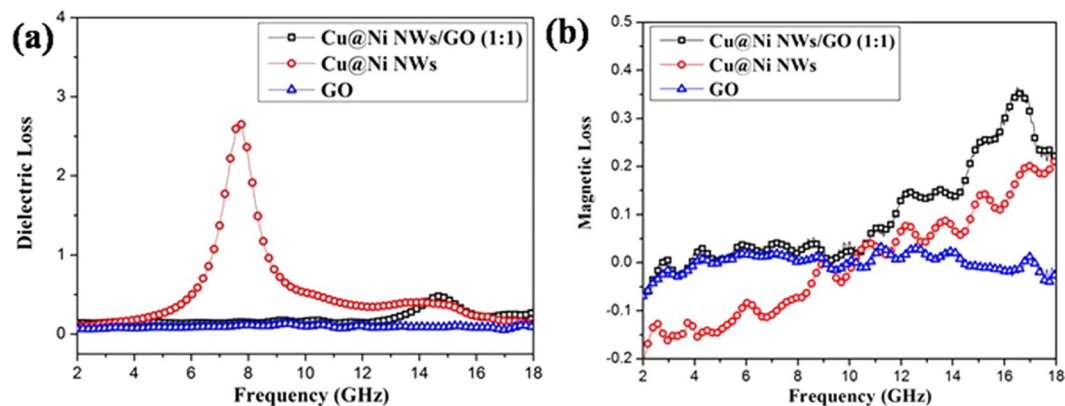 (a)
Cu@Ni NWs/GO (1:1)
Cu@Ni NWs
GO
Dielectric Loss
4
3
2
1
0
2 4 6 8 10 12 14 16 18
Frequency (GHz)
(b)
Cu@Ni NWs/GO (1:1)
Cu@Ni NWs
GO
Magnetic Loss
0.5
0.4
0.3
0.2
0.1
0.0
-0.1
-0.2
2 4 6 8 10 12 14 16 18
Frequency (GHz)